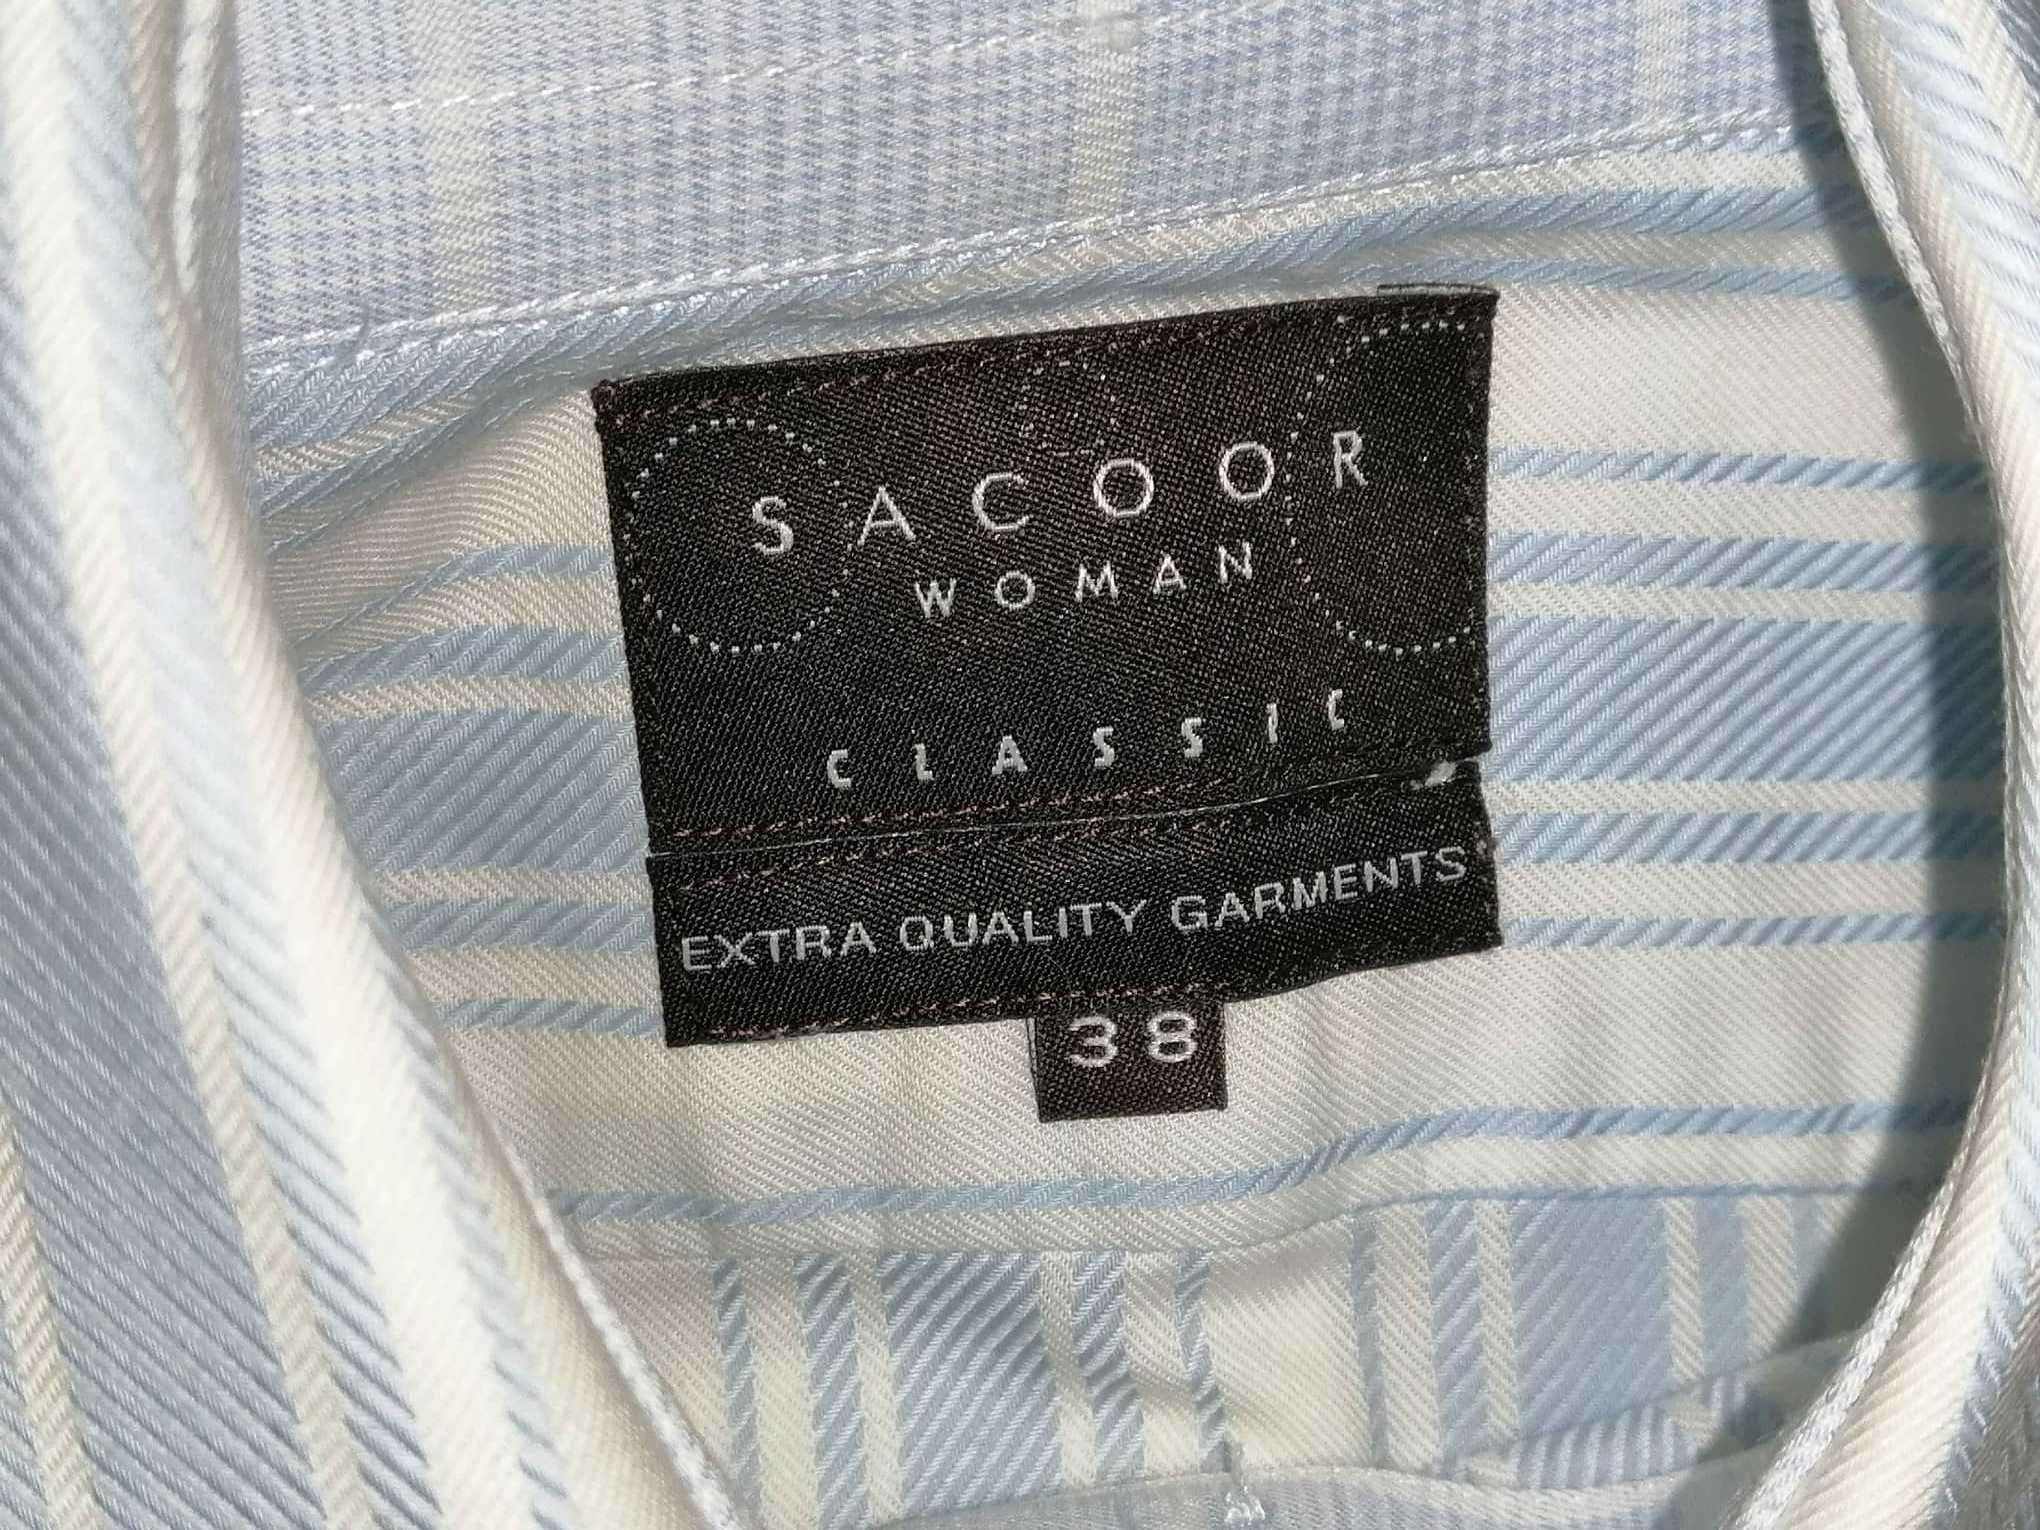 SACOOR
WOMAN
CLASSIC
EXTRA QUALITY GARMENTS
38